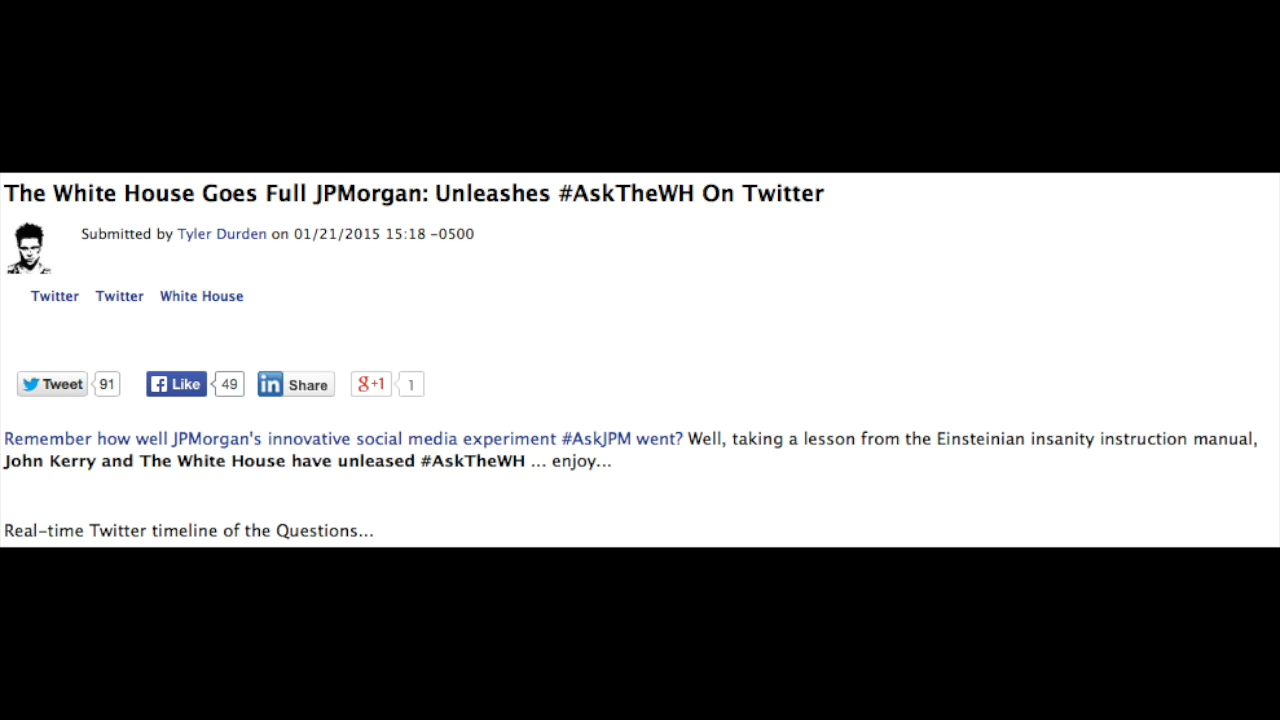 The White House Goes Full JPMorgan: Unleashes #AskTheWH On Twitter
Submitted by Tyler Durden on 01/21/2015 15:18 -0500
Twitter Twitter White House
Tweet 91 Like 49 in Share g+1 1
Remember how well JPMorgan's innovative social media experiment #AskJPM went? Well, taking a lesson from the Einsteinian insanity instruction manual,
John Kerry and The White House have unleased #AskTheWH ... enjoy...
Real-time Twitter timeline of the Questions...